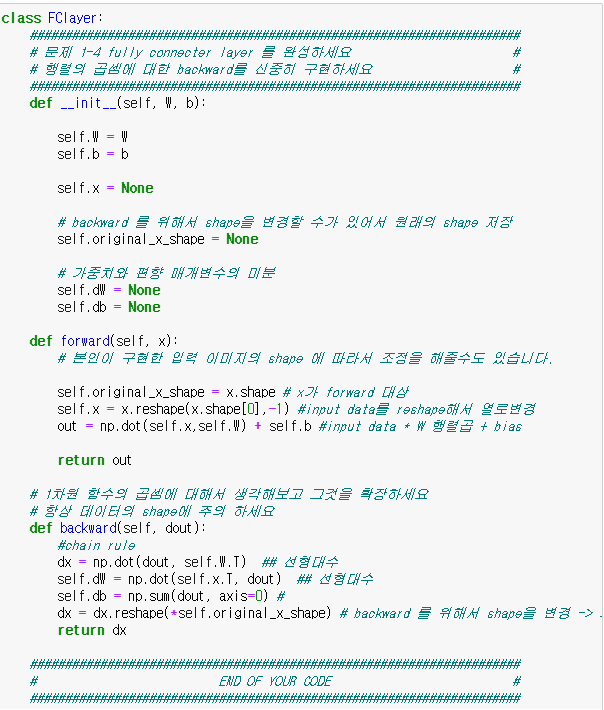 class FClayer:
####################################################################
# 문제 1-4 fully connecter layer 를 완성하세요 #
# 행렬의 곱셈에 대한 backward를 신중히 구현하세요 #
####################################################################
def __init__(self, W, b):
self.W = W
self.b = b
self.x = None
# backward 를 위해서 shape을 변경할 수가 있어서 원래의 shape 저장
self.original_x_shape = None
# 가중치와 편향 매개변수의 미분
self.dW = None
self.db = None
def forward(self, x):
# 본인이 구현한 입력 이미지의 shape 에 따라서 조정을 해줄수도 있습니다.
self.original_x_shape = x.shape # x가 forward 대상
self.x = x.reshape(x.shape[0],-1) #input data를 reshape해서 열로변경
out = np.dot(self.x,self.W) + self.b #input data * W 행렬곱 + bias
return out
# 1차원 함수의 곱셈에 대해서 생각해보고 그것을 확장하세요
# 항상 데이터의 shape에 주의 하세요
def backward(self, dout):
#chain rule
dx = np.dot(dout, self.W.T) ## 선형대수
self.dW = np.dot(self.x.T, dout) ## 선형대수
self.db = np.sum(dout, axis=0) #
dx = dx.reshape(*self.original_x_shape) # backward 를 위해서 shape을 변경 ->
return dx
####################################################################
# END OF YOUR CODE #
####################################################################